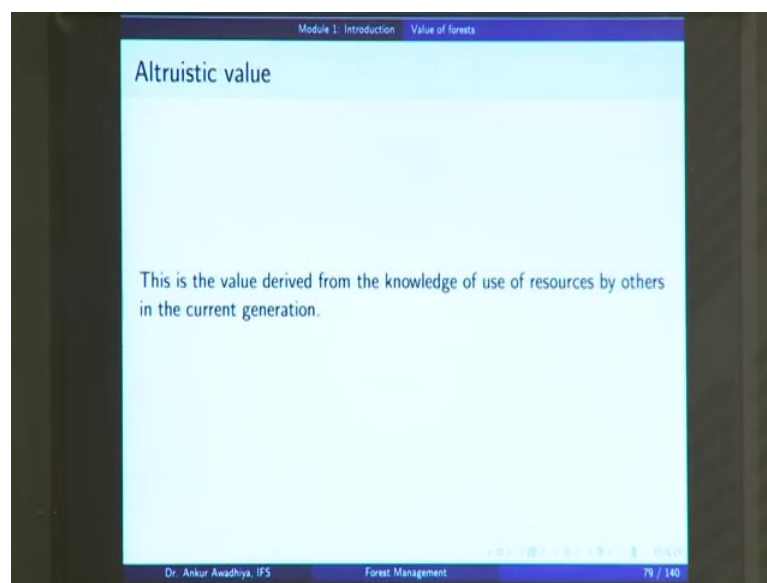 Module 1: Introduction Value of forests
Altruistic value
This is the value derived from the knowledge of use of resources by others
in the current generation.
Dr. Ankur Awadhiya, IFS Forest Management 79 / 140